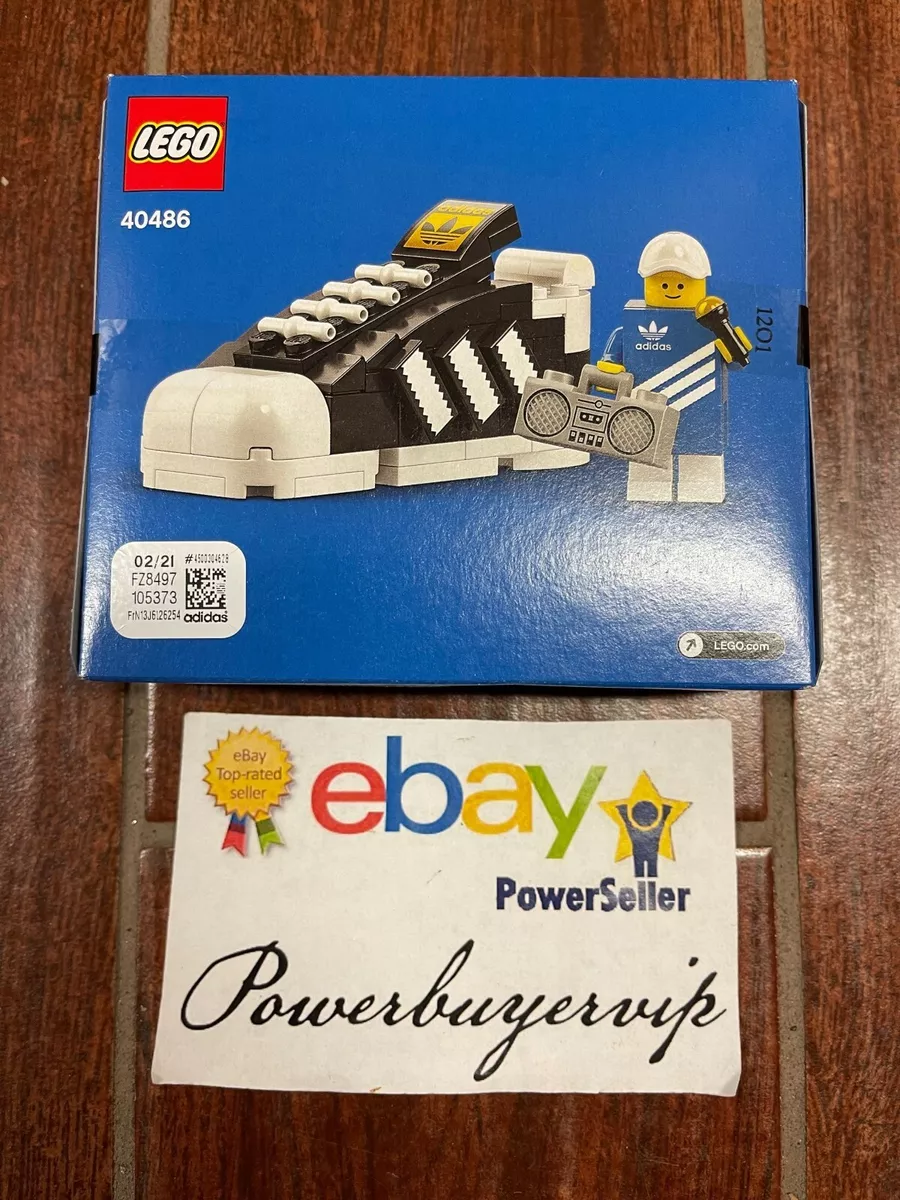 LEGO
40486
adidas
adidas
1201
02/21 #4500304628
FZ8497
105373
adidas
LEGO.com
eBay
Top-rated
seller
ebay
PowerSeller
Powerbuyervip